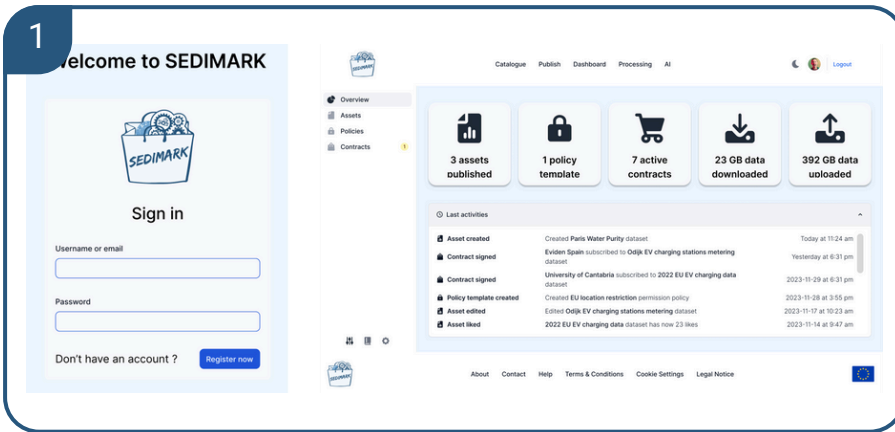 1
Welcome to SEDIMARK
SEDIMARK
Sign in
Username or email
Password
Don't have an account ?
Register now
SEDIMARK
Catalogue
Publish
Dashboard
Processing
AI
Logout
Overview
Assets
Policies
Contracts
1
3 assets
published
1 policy
template
7 active
contracts
23 GB data
downloaded
392 GB data
uploaded
Last activities
Asset created Created Paris Water Purity dataset Today at 11:24 am
Contract signed Eviden Spain subscribed to Odijk EV charging stations metering
dataset Yesterday at 6:31 pm
Contract signed University of Cantabria subscribed to 2022 EU EV charging data
dataset 2023-11-29 at 6:31 pm
Policy template created Created EU location restriction permission policy 2023-11-28 at 3:55 pm
Asset edited Edited Odijk EV charging stations metering dataset 2023-11-17 at 10:23 am
Asset liked 2022 EU EV charging data dataset has now 23 likes 2023-11-14 at 9:47 am
SEDIMARK
About
Contact
Help
Terms & Conditions
Cookie Settings
Legal Notice